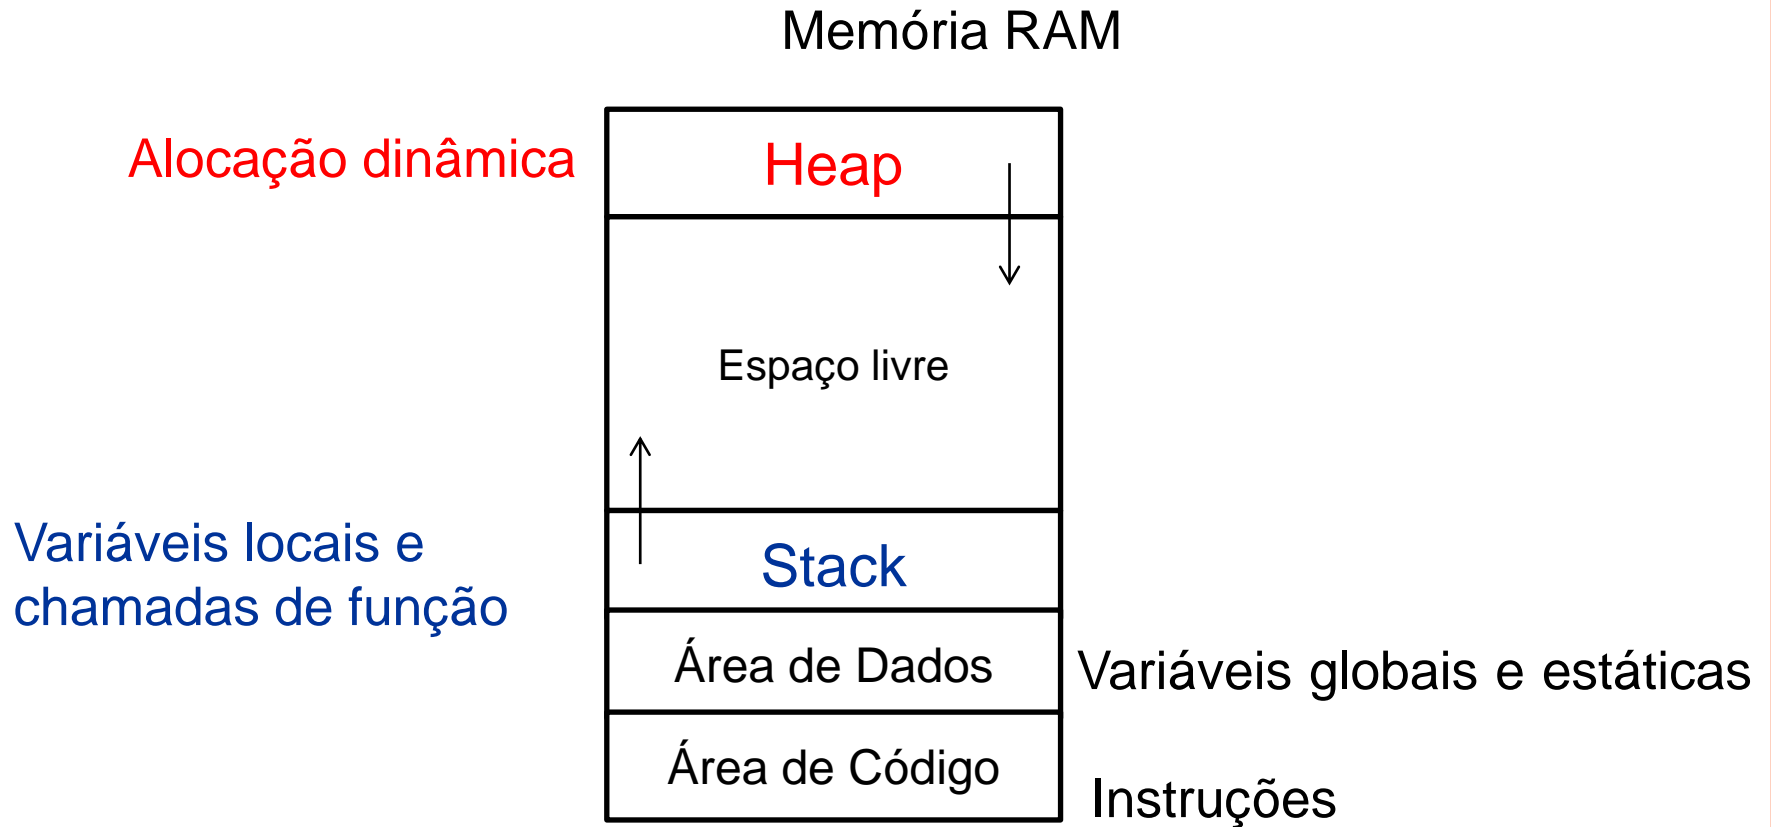 Memória RAM
Alocação dinâmica
Heap
Espaço livre
Variáveis locais e
chamadas de função
Stack
Área de Dados
Variáveis globais e estáticas
Área de Código
Instruções